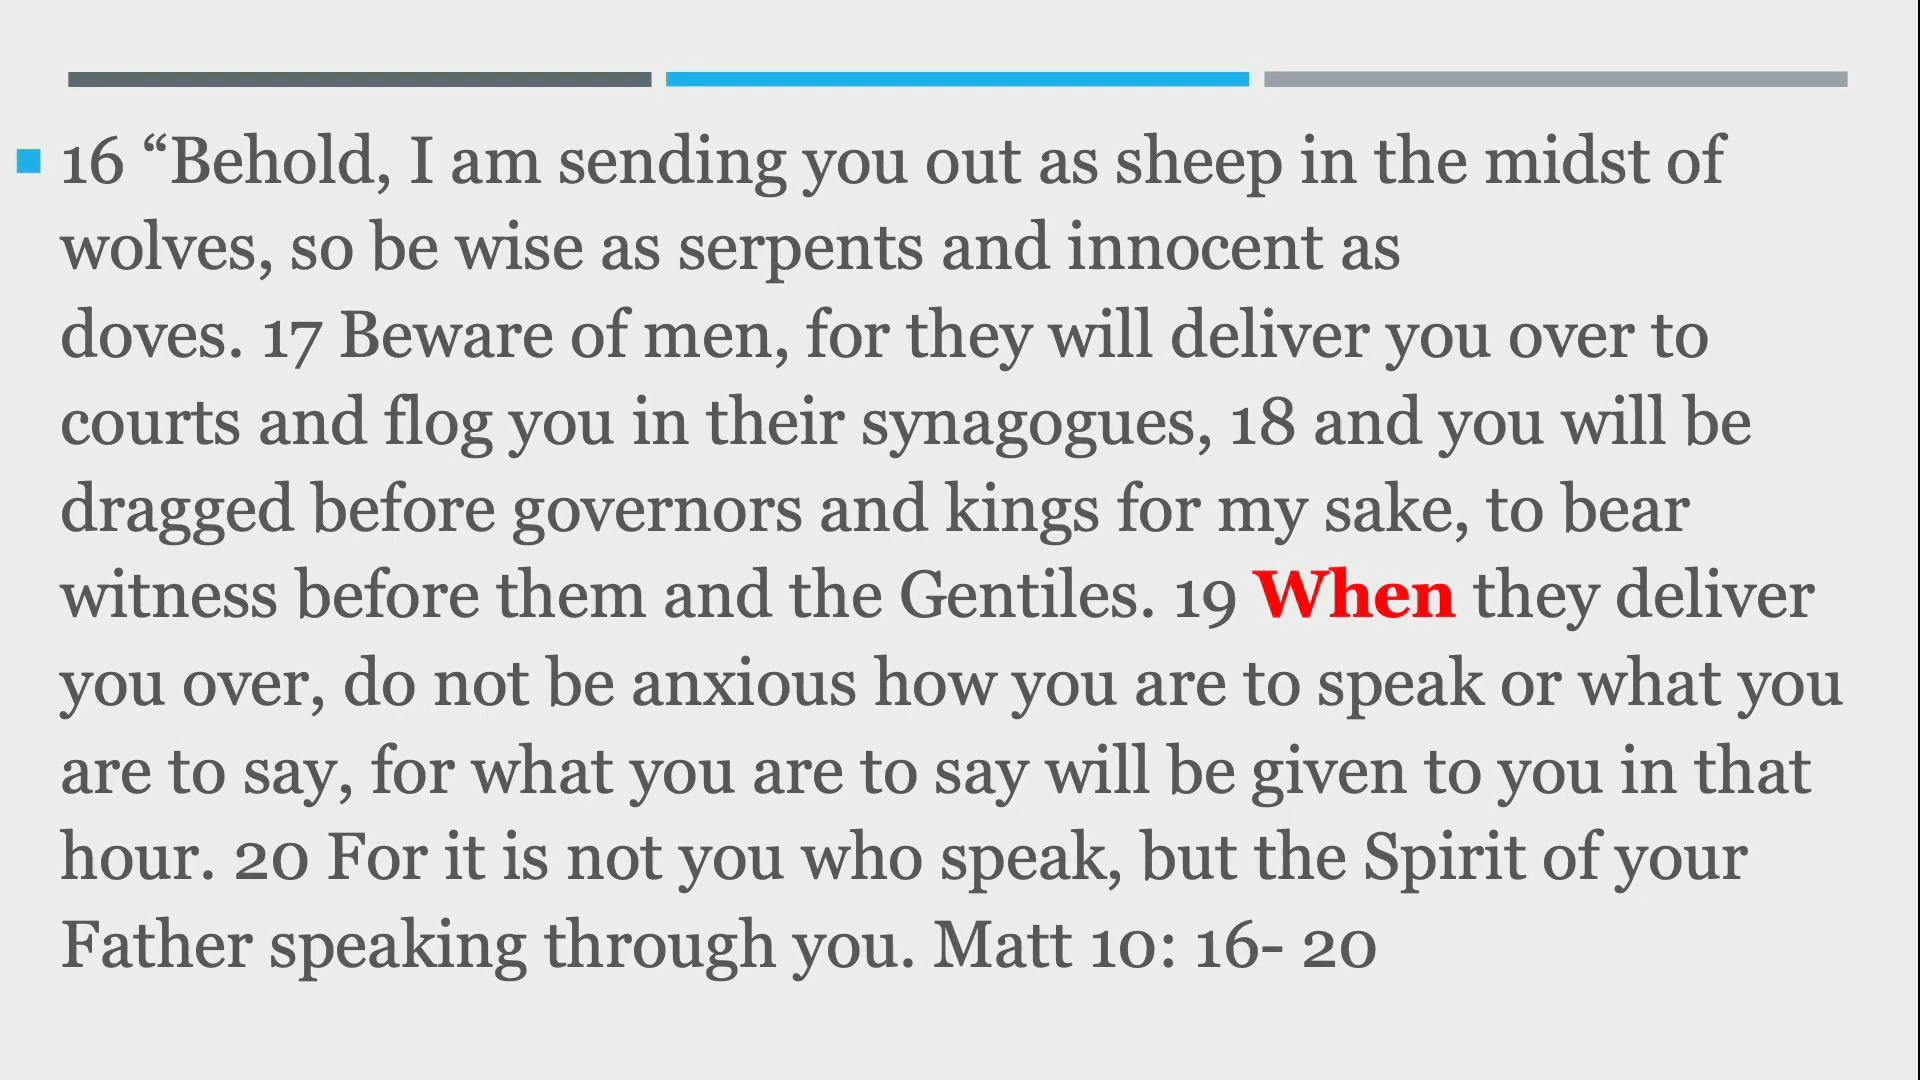 16 “Behold, I am sending you out as sheep in the midst of
wolves, so be wise as serpents and innocent as
doves. 17 Beware of men, for they will deliver you over to
courts and flog you in their synagogues, 18 and you will be
dragged before governors and kings for my sake, to bear
witness before them and the Gentiles. 19 When they deliver
you over, do not be anxious how you are to speak or what you
are to say, for what you are to say will be given to you in that
hour. 20 For it is not you who speak, but the Spirit of your
Father speaking through you. Matt 10: 16- 20